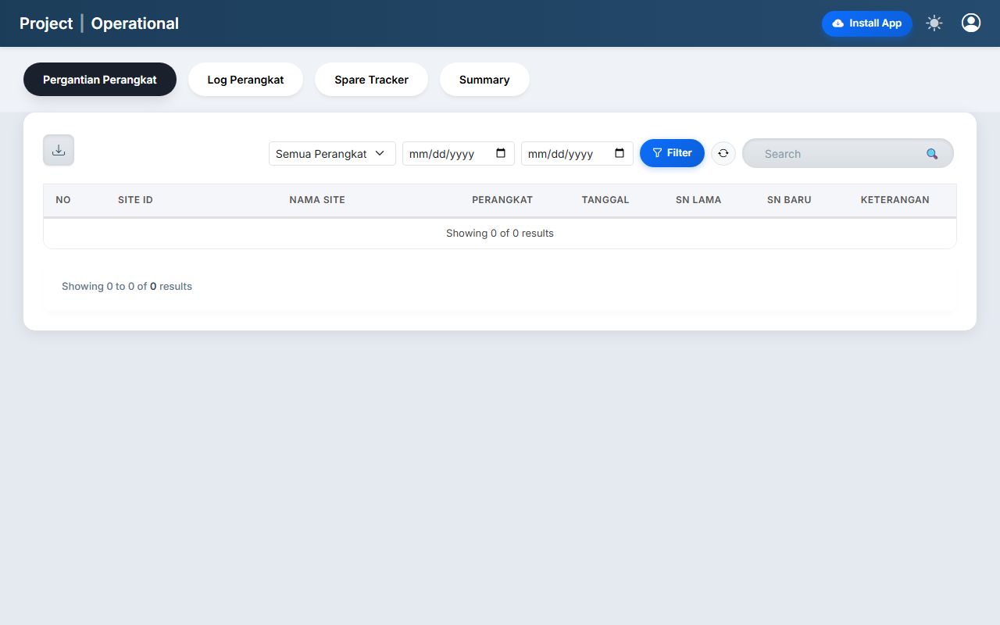 Project | Operational
Install App
Pergantian Perangkat
Log Perangkat
Spare Tracker
Summary
Semua Perangkat
mm/dd/yyyy
mm/dd/yyyy
Filter
Search
NO SITE ID NAMA SITE PERANGKAT TANGGAL SN LAMA SN BARU KETERANGAN
Showing 0 of 0 results
Showing 0 to 0 of 0 results